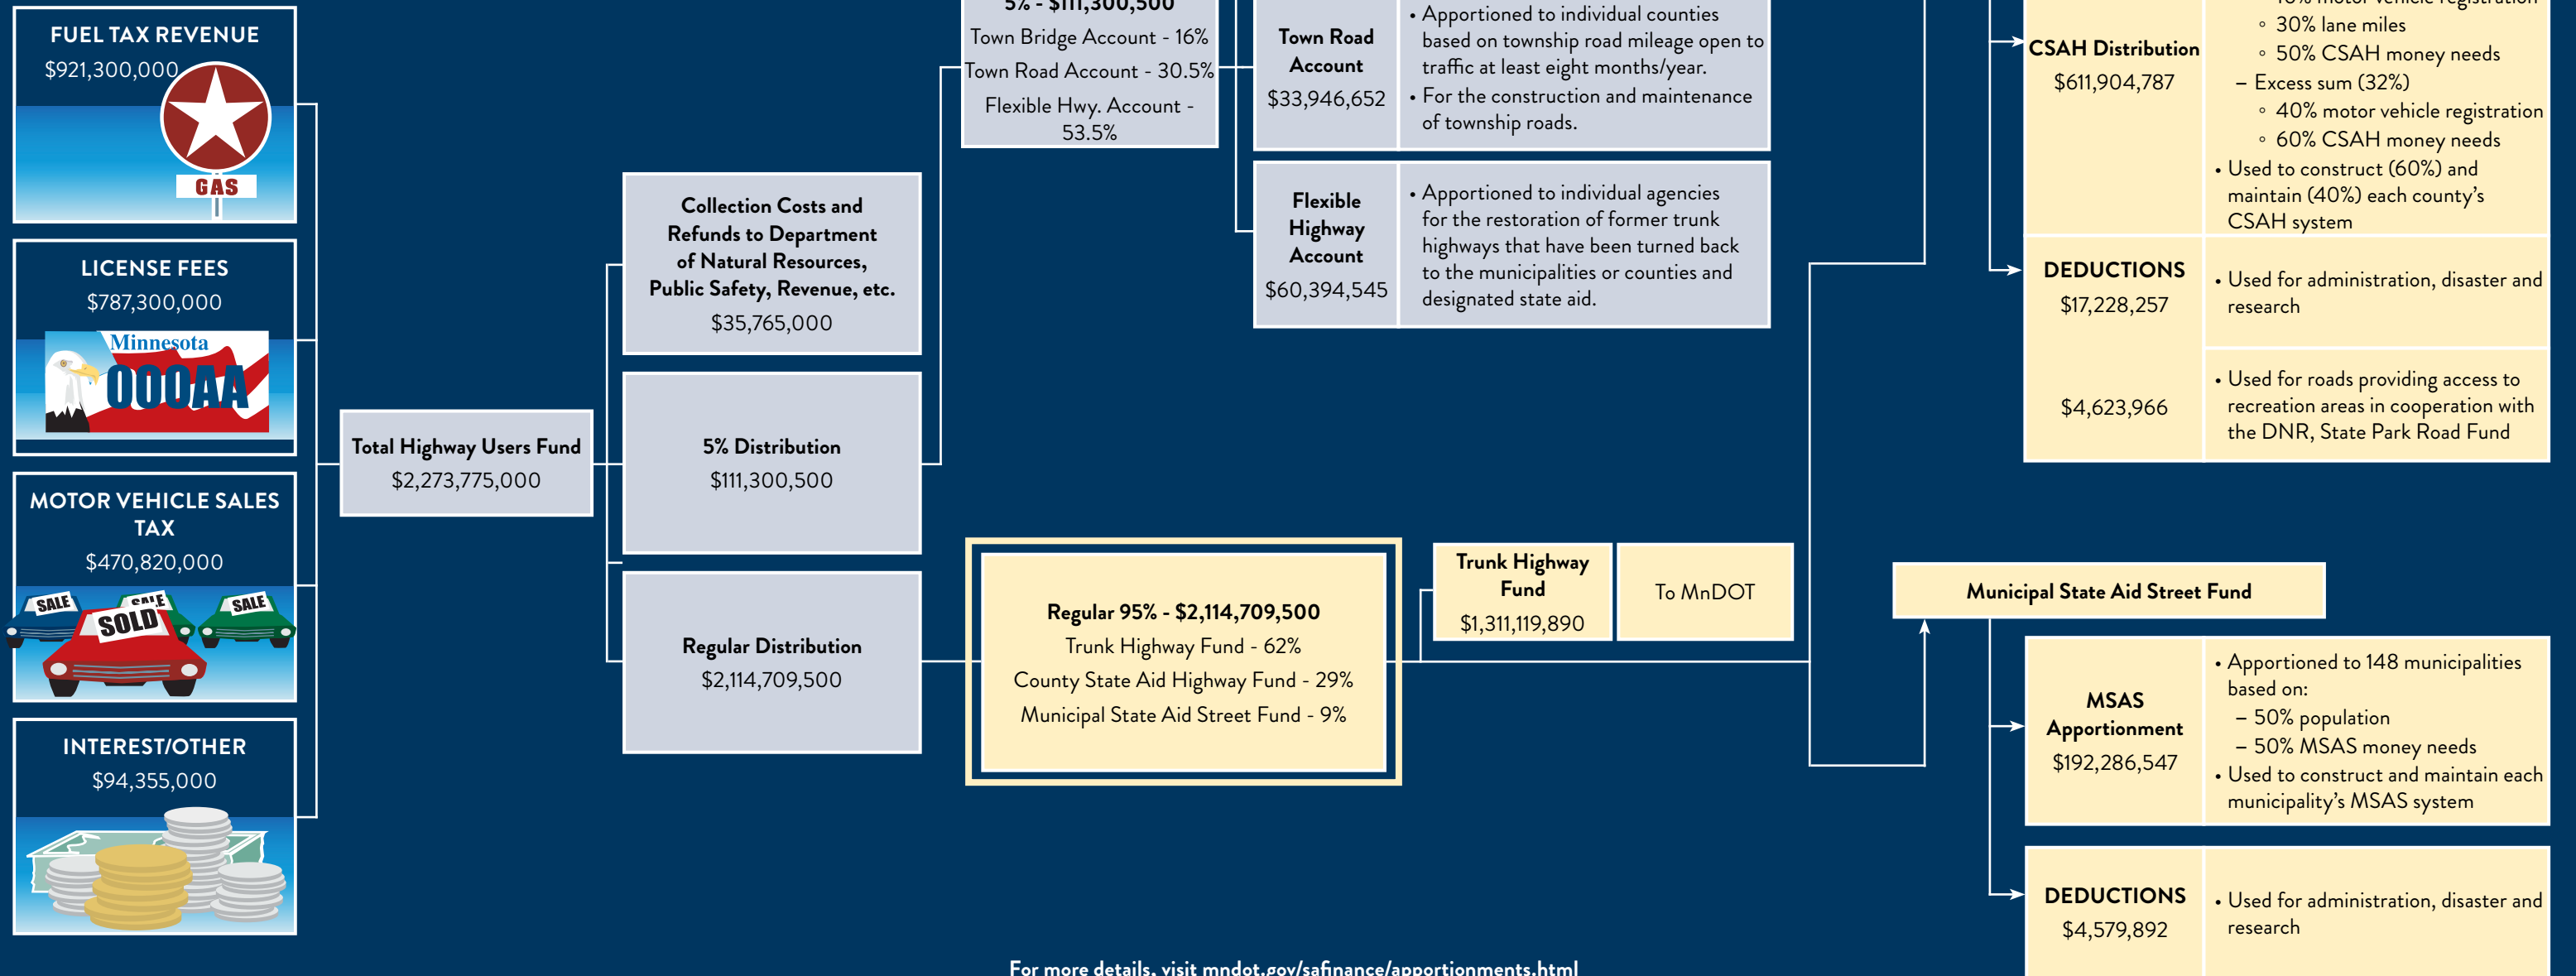 FUEL TAX REVENUE
$921,300,000
GAS
LICENSE FEES
$787,300,000
Minnesota
000AA
MOTOR VEHICLE SALES
TAX
$470,820,000
SALE
SALE
SALE
SOLD
INTEREST/OTHER
$94,355,000
Total Highway Users Fund
$2,273,775,000
Collection Costs and
Refunds to Department
of Natural Resources,
Public Safety, Revenue, etc.
$35,765,000
5% Distribution
$111,300,500
Regular Distribution
$2,114,709,500
5% - $111,300,500
Town Bridge Account - 16%
Town Road Account - 30.5%
Flexible Hwy. Account -
53.5%
Town Road
Account
$33,946,652
• Apportioned to individual counties
based on township road mileage open to
traffic at least eight months/year.
• For the construction and maintenance
of township roads.
Flexible
Highway
Account
$60,394,545
• Apportioned to individual agencies
for the restoration of former trunk
highways that have been turned back
to the municipalities or counties and
designated state aid.
Regular 95% - $2,114,709,500
Trunk Highway Fund - 62%
County State Aid Highway Fund - 29%
Municipal State Aid Street Fund - 9%
Trunk Highway
Fund
$1,311,119,890
To MnDOT
CSAH Distribution
$611,904,787
motor vehicle registration
◦ 30% lane miles
◦ 50% CSAH money needs
– Excess sum (32%)
◦ 40% motor vehicle registration
◦ 60% CSAH money needs
• Used to construct (60%) and
maintain (40%) each county's
CSAH system
DEDUCTIONS
$17,228,257
• Used for administration, disaster and
research
$4,623,966
• Used for roads providing access to
recreation areas in cooperation with
the DNR, State Park Road Fund
Municipal State Aid Street Fund
MSAS
Apportionment
$192,286,547
• Apportioned to 148 municipalities
based on:
– 50% population
– 50% MSAS money needs
• Used to construct and maintain each
municipality's MSAS system
DEDUCTIONS
$4,579,892
• Used for administration, disaster and
research
For more details, visit mndot.gov/safinance/apportionments.html